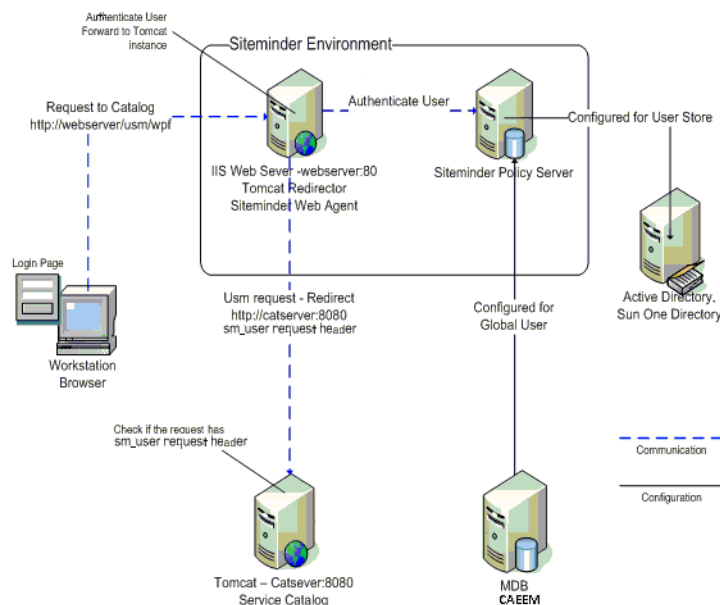 Authenticate User
Forward to Tomcat
instance
Siteminder Environment
Request to Catalog
http://webserver/usm/wpf
Authenticate User
Configured for User Store
IIS Web Sever -webserver:80
Tomcat Redirector
Siteminder Web Agent
Siteminder Policy Server
Login Page
Workstation
Browser
Usm request - Redirect
http://catserver:8080
sm_user request header
Configured for
Global User
Active Directory,
Sun One Directory
Check if the request has
sm_user request header
Communication
Configuration
Tomcat – Catsever:8080
Service Catalog
MDB
CAEEM